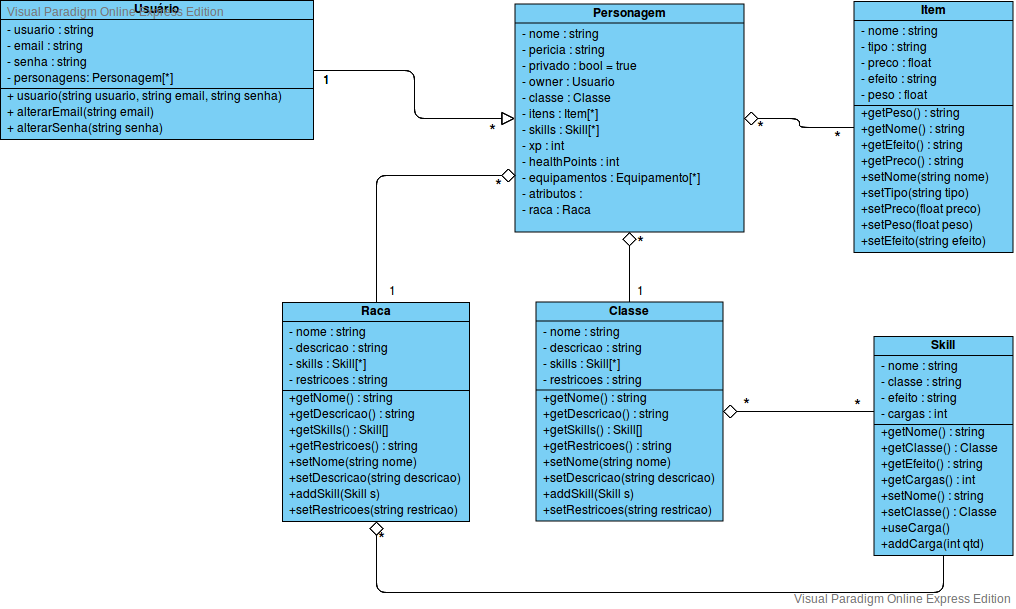 Visual Paradigm Online Express Edition
Usuário
- usuario : string
- email : string
- senha : string
- personagens: Personagem[*]
+ usuario(string usuario, string email, string senha)
+ alterarEmail(string email)
+ alterarSenha(string senha)
1
*
Personagem
- nome : string
- pericia : string
- privado : bool = true
- owner : Usuario
- classe : Classe
- itens : Item[*]
- skills : Skill[*]
- xp : int
- healthPoints : int
- equipamentos : Equipamento[*]
- atributos :
- raca : Raca
*
*
Item
- nome : string
- tipo : string
- preco : float
- efeito : string
- peso : float
+getPeso() : string
+getNome() : string
+getEfeito() : string
+getPreco() : string
+setNome(string nome)
+setTipo(string tipo)
+setPreco(float preco)
+setPeso(float peso)
+setEfeito(string efeito)
*
1
*
1
Raca
- nome : string
- descricao : string
- skills : Skill[*]
- restricoes : string
+getNome() : string
+getDescricao() : string
+getSkills() : Skill[]
+getRestricoes() : string
+setNome(string nome)
+setDescricao(string descricao)
+addSkill(Skill s)
+setRestricoes(string restricao)
*
Classe
- nome : string
- descricao : string
- skills : Skill[*]
- restricoes : string
+getNome() : string
+getDescricao() : string
+getSkills() : Skill[]
+getRestricoes() : string
+setNome(string nome)
+setDescricao(string descricao)
+addSkill(Skill s)
+setRestricoes(string restricao)
*
*
Skill
- nome : string
- classe : string
- efeito : string
- cargas : int
+getNome() : string
+getClasse() : Classe
+getEfeito() : string
+getCargas() : int
+setNome() : string
+setClasse() : Classe
+useCarga()
+addCarga(int qtd)
Visual Paradigm Online Express Edition